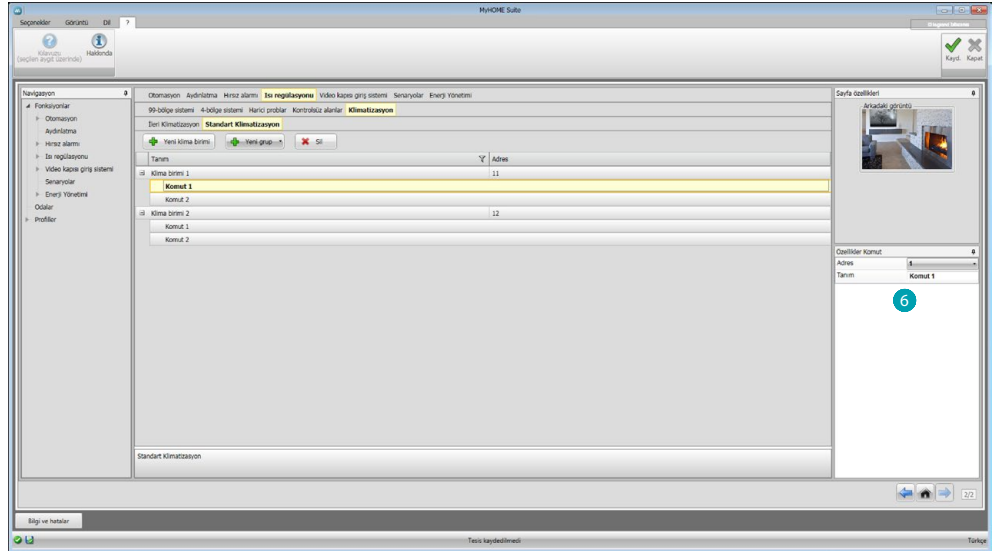 MyHOME Suite
Seçenekler Görüntü Dil ?
Kılavuzu
(seçilen aygıt üzerinde)
Hakkında
Kayd. Kapat
Navigasyon
Fonksiyonlar
Otomasyon
Aydınlatma
Hırsız alarmı
Isı regülasyonu
Video kapısı giriş sistemi
Senaryolar
Enerji Yönetimi
Odalar
Profiller
Otomasyon Aydınlatma Hırsız alarmı Isı regülasyonu Video kapısı giriş sistemi Senaryolar Enerji Yönetimi
99-bölge sistemi 4-bölge sistemi Harici problar Kontrolsüz alanlar Klimatizasyon
İleri Klimatizasyon Standart Klimatizasyon
Yeni klima birimi Yeni grup Sil
Tanım Adres
Klima birimi 1 11
Komut 1
Komut 2
Klima birimi 2 12
Komut 1
Komut 2
Standart Klimatizasyon
Sayfa özellikleri
Arkadaki görüntü
Özellikler Komut
Adres 1
Tanım Komut 1
6
2/2
Bilgi ve hatalar
Tesis kaydedilmedi
Türkçe